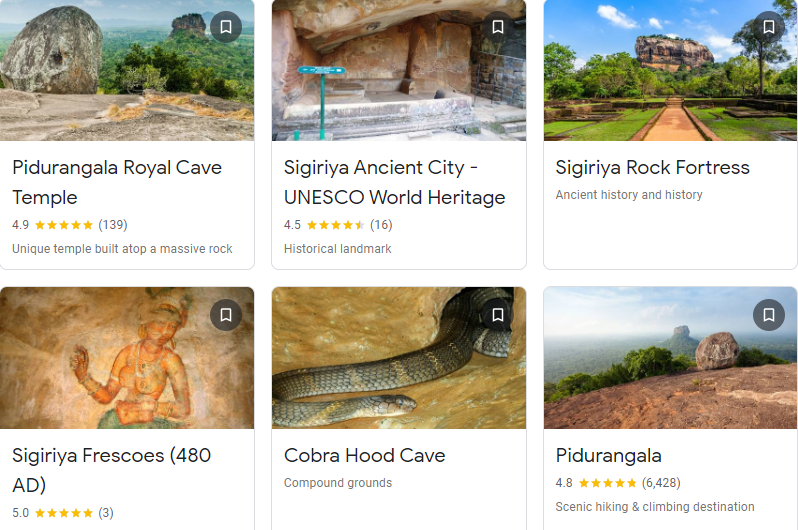 Pidurangala Royal Cave
Temple
4.9 ★★★★★ (139)
Unique temple built atop a massive rock
Sigiriya Ancient City -
UNESCO World Heritage
4.5 (16)
Historical landmark
Sigiriya Rock Fortress
Ancient history and history
Sigiriya Frescoes (480
AD)
5.0 ★★★★★ (3)
Cobra Hood Cave
Compound grounds
Pidurangala
4.8 (6,428)
Scenic hiking & climbing destination